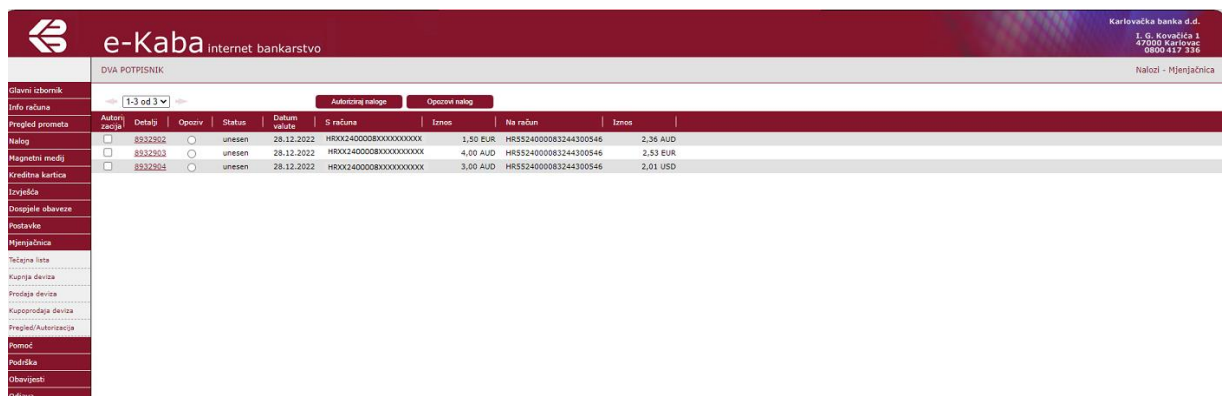 e-Kaba internet bankarstvo
Karlovačka banka d.d.
I. G. Kovačića 1
47000 Karlovac
0800 417 336
DVA POTPISNIK
Nalozi - Mjenjačnica
Glavni izbornik
Info računa
Pregled prometa
Nalog
Magnetni medij
Kreditna kartica
Izvješća
Dospjele obaveze
Postavke
Mjenjačnica
Tečajna lista
Kupnja deviza
Prodaja deviza
Kupoprodaja deviza
Pregled/Autorizacija
Pomoć
Podrška
Obavijesti
Odjava
1-3 od 3
Autoriziraj naloge
Opozovi nalog
Autori zacija Detalji Opoziv Status Datum valute S računa Iznos Na račun Iznos
8932902 unesen 28.12.2022 HRXX2400008XXXXXXXXXX 1,50 EUR HR5524000083244300546 2,36 AUD
8932903 unesen 28.12.2022 HRXX2400008XXXXXXXXXX 4,00 AUD HR5524000083244300546 2,53 EUR
8932904 unesen 28.12.2022 HRXX2400008XXXXXXXXXX 3,00 AUD HR5524000083244300546 2,01 USD